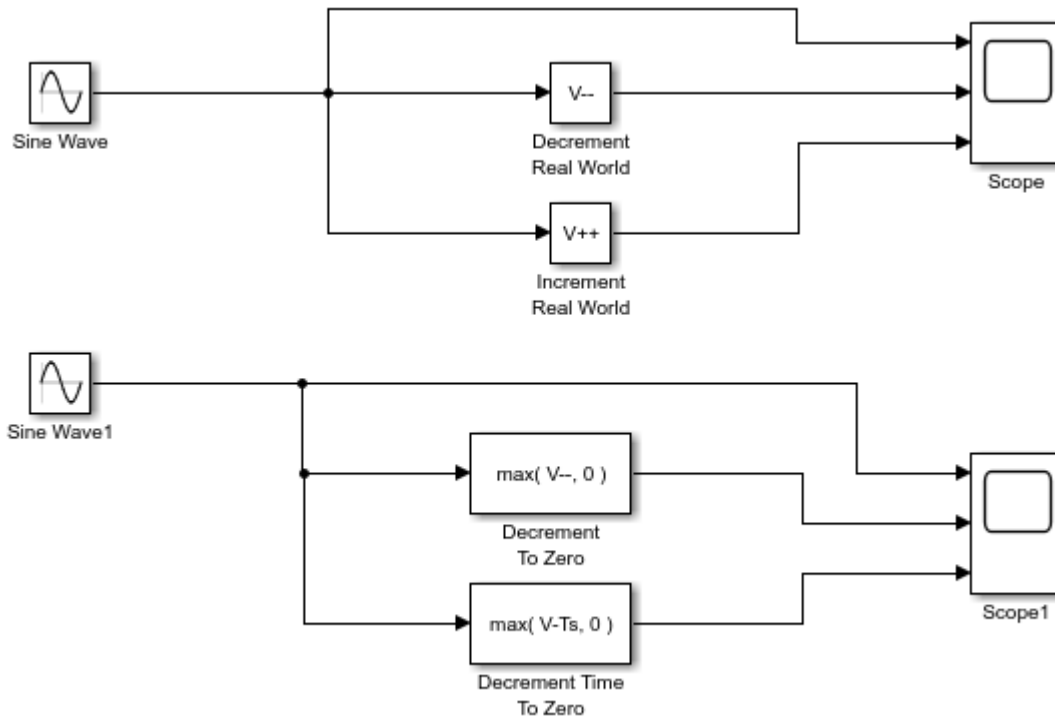 V--
Sine Wave
Decrement
Real World
Scope
V++
Increment
Real World
Sine Wave1
max( V--, 0 )
Decrement
To Zero
max( V-Ts, 0 )
Scope1
Decrement Time
To Zero